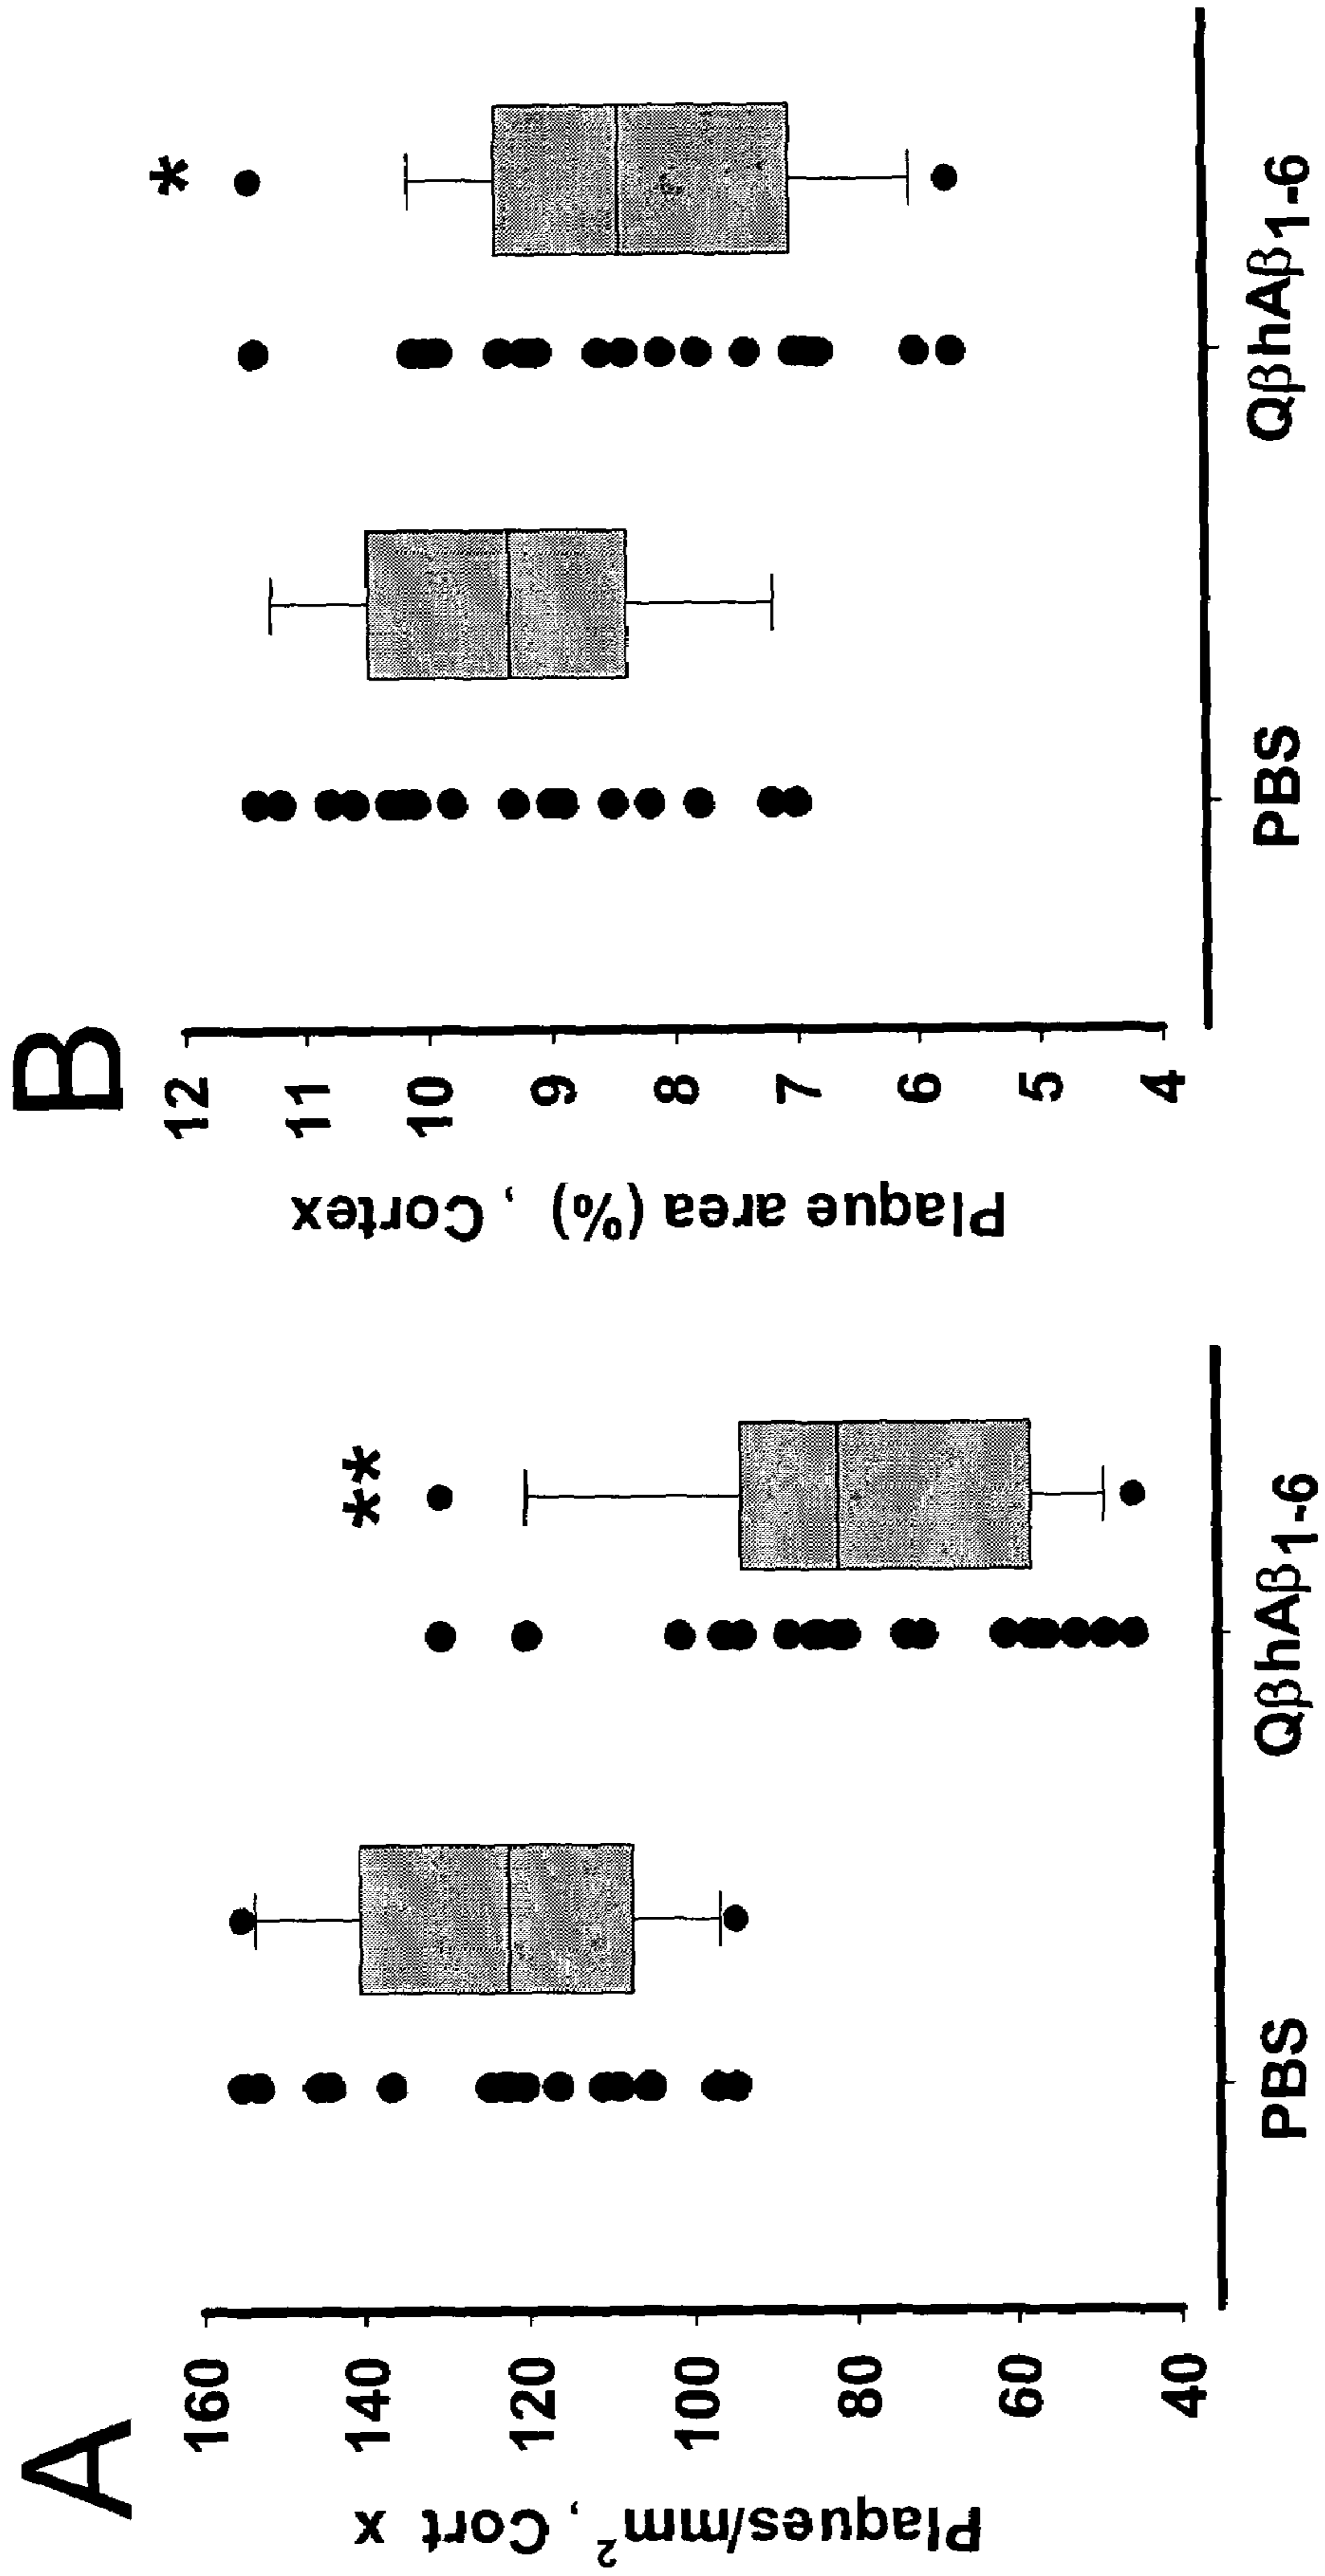 A
Plaques/mm², Cort x
160
140
120
100
80
60
40
**
PBS
QβhAβ1-6
B
Plaque area (%) , Cortex
12
11
10
9
8
7
6
5
4
*
PBS
QβhAβ1-6